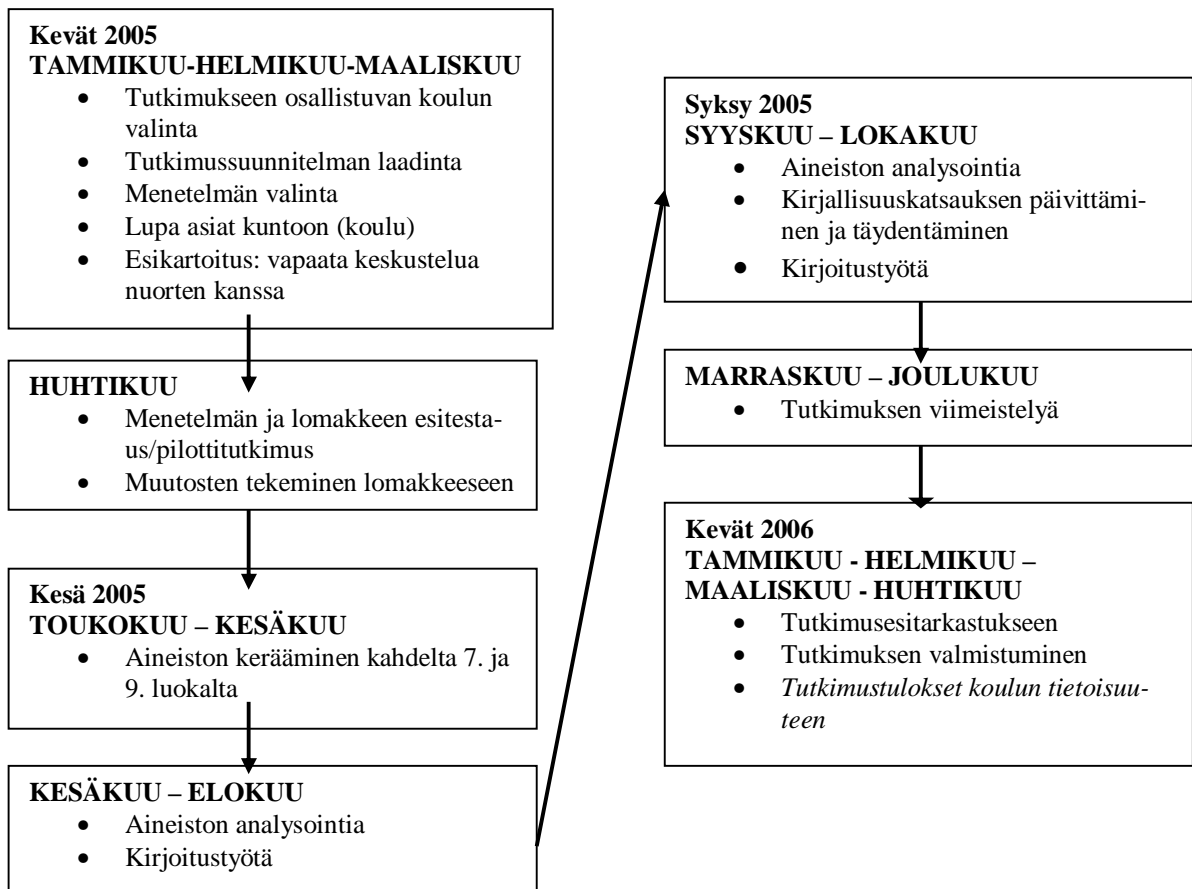 Kevät 2005
TAMMIKUU-HELMIKUU-MAALISKUU
• Tutkimukseen osallistuvan koulun
valinta
• Tutkimussuunnitelman laadinta
• Menetelmän valinta
• Lupa asiat kuntoon (koulu)
• Esikartoitus: vapaata keskustelua
nuorten kanssa
HUHTIKUU
• Menetelmän ja lomakkeen esitesta-
us/pilottitutkimus
• Muutosten tekeminen lomakkeeseen
Kesä 2005
TOUKOKUU – KESÄKUU
• Aineiston kerääminen kahdelta 7. ja
9. luokalta
KESÄKUU – ELOKUU
• Aineiston analysointia
• Kirjoitustyötä
Syksy 2005
SYYSKUU – LOKAKUU
• Aineiston analysointia
• Kirjallisuuskatsauksen päivittämi-
nen ja täydentäminen
• Kirjoitustyötä
MARRASKUU – JOULUKUU
• Tutkimuksen viimeistelyä
Kevät 2006
TAMMIKUU - HELMIKUU –
MAALISKUU - HUHTIKUU
• Tutkimusesitarkastukseen
• Tutkimuksen valmistuminen
• Tutkimustulokset koulun tietoisuu-
teen